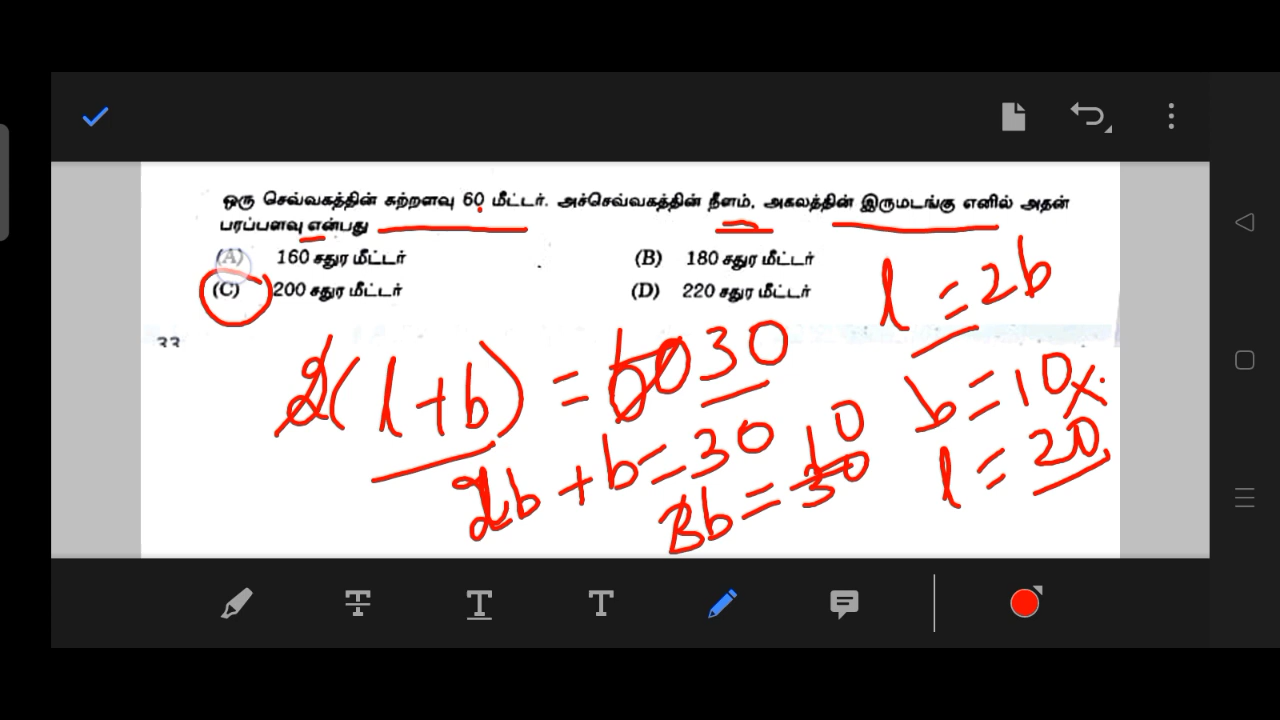 ஒரு செவ்வகத்தின் சுற்றளவு 60 மீட்டர். அச்செவ்வகத்தின் நீளம், அகலத்தின் இருமடங்கு எனில் அதன்
பரப்பளவு என்பது
(A) 160 சதுர மீட்டர் (B) 180 சதுர மீட்டர்
(C) 200 சதுர மீட்டர் (D) 220 சதுர மீட்டர்
l = 2b
2(l+b) = 60 30
b = 10
2b + b = 30
l = 20
3b = 30 10